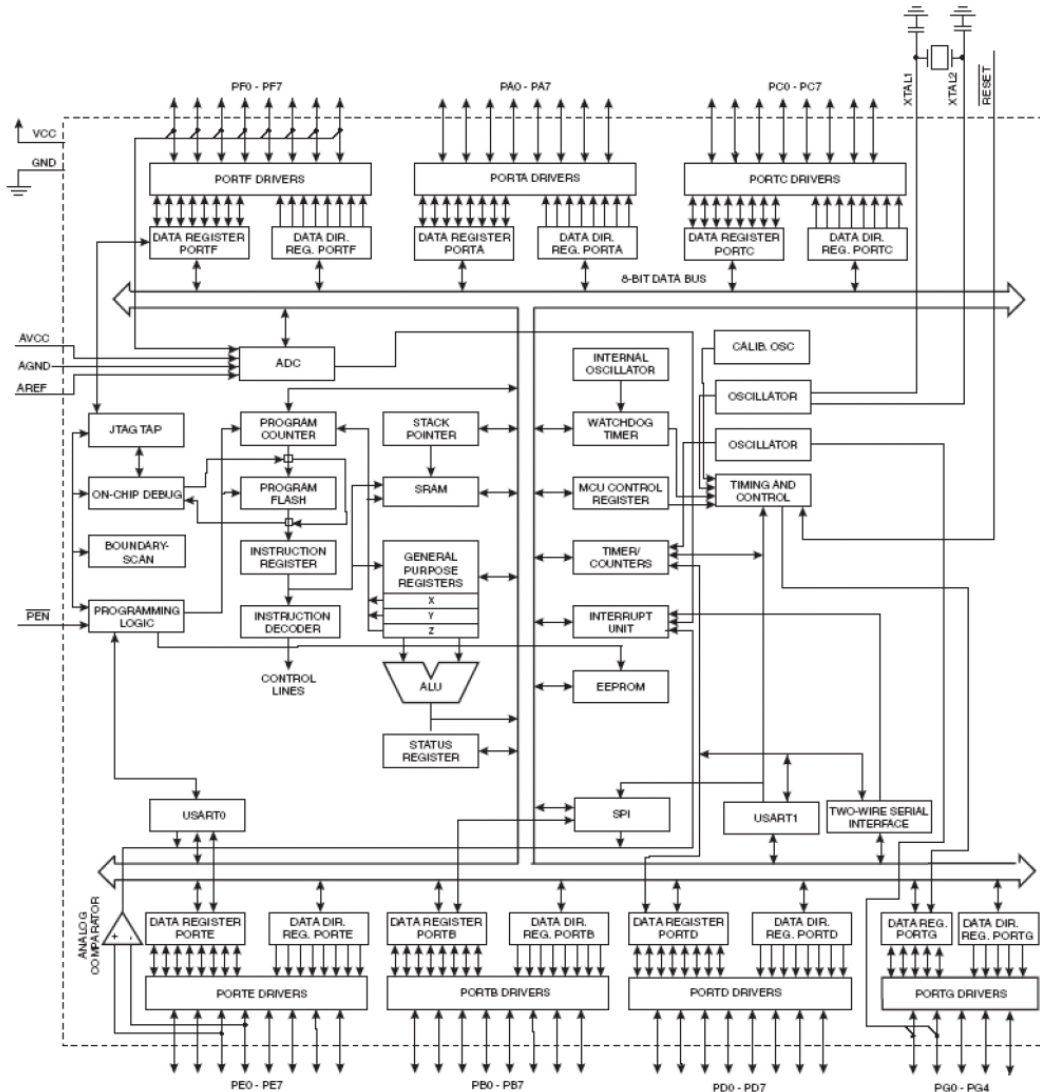 XTAL1
XTAL2
RESET
PF0 - PF7
PA0 - PA7
PC0 - PC7
VCC
GND
PORTF DRIVERS
PORTA DRIVERS
PORTC DRIVERS
DATA REGISTER
PORTF
DATA DIR.
REG. PORTF
DATA REGISTER
PORTA
DATA DIR.
REG. PORTA
DATA REGISTER
PORTC
DATA DIR.
REG. PORTC
8-BIT DATA BUS
AVCC
AGND
AREF
ADC
INTERNAL
OSCILLATOR
CALIB. OSC
OSCILLATOR
JTAG TAP
PROGRAM
COUNTER
STACK
POINTER
WATCHDOG
TIMER
OSCILLATOR
ON-CHIP DEBUG
PROGRAM
FLASH
SRAM
MCU CONTROL
REGISTER
TIMING AND
CONTROL
BOUNDARY-
SCAN
INSTRUCTION
REGISTER
GENERAL
PURPOSE
REGISTERS
X
Y
Z
TIMER/
COUNTERS
PEN
PROGRAMMING
LOGIC
INSTRUCTION
DECODER
INTERRUPT
UNIT
CONTROL
LINES
ALU
EEPROM
STATUS
REGISTER
USART0
SPI
USART1
TWO-WIRE SERIAL
INTERFACE
ANALOG
COMPARATOR
+
-
DATA REGISTER
PORTE
DATA DIR.
REG. PORTE
DATA REGISTER
PORTB
DATA DIR.
REG. PORTB
DATA REGISTER
PORTD
DATA DIR.
REG. PORTD
DATA REG.
PORTG
DATA DIR.
REG. PORTG
PORTE DRIVERS
PORTB DRIVERS
PORTD DRIVERS
PORTG DRIVERS
PE0 - PE7
PB0 - PB7
PD0 - PD7
PG0 - PG4